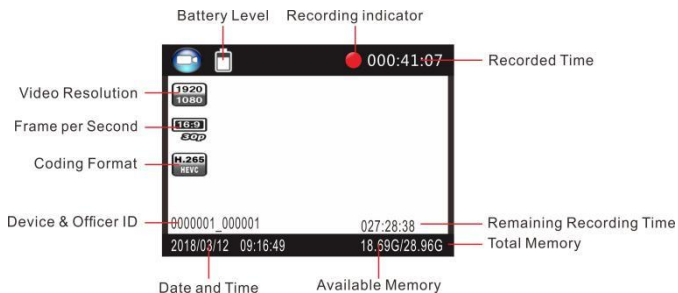 Battery Level Recording indicator
000:41:07 Recorded Time
Video Resolution 1920
1080
Frame per Second 16:9
30p
Coding Format H.265
HEVC
Device & Officer ID 0000001_000001 027:28:38 Remaining Recording Time
2018/03/12 09:16:49 18.69G/28.96G Total Memory
Date and Time Available Memory